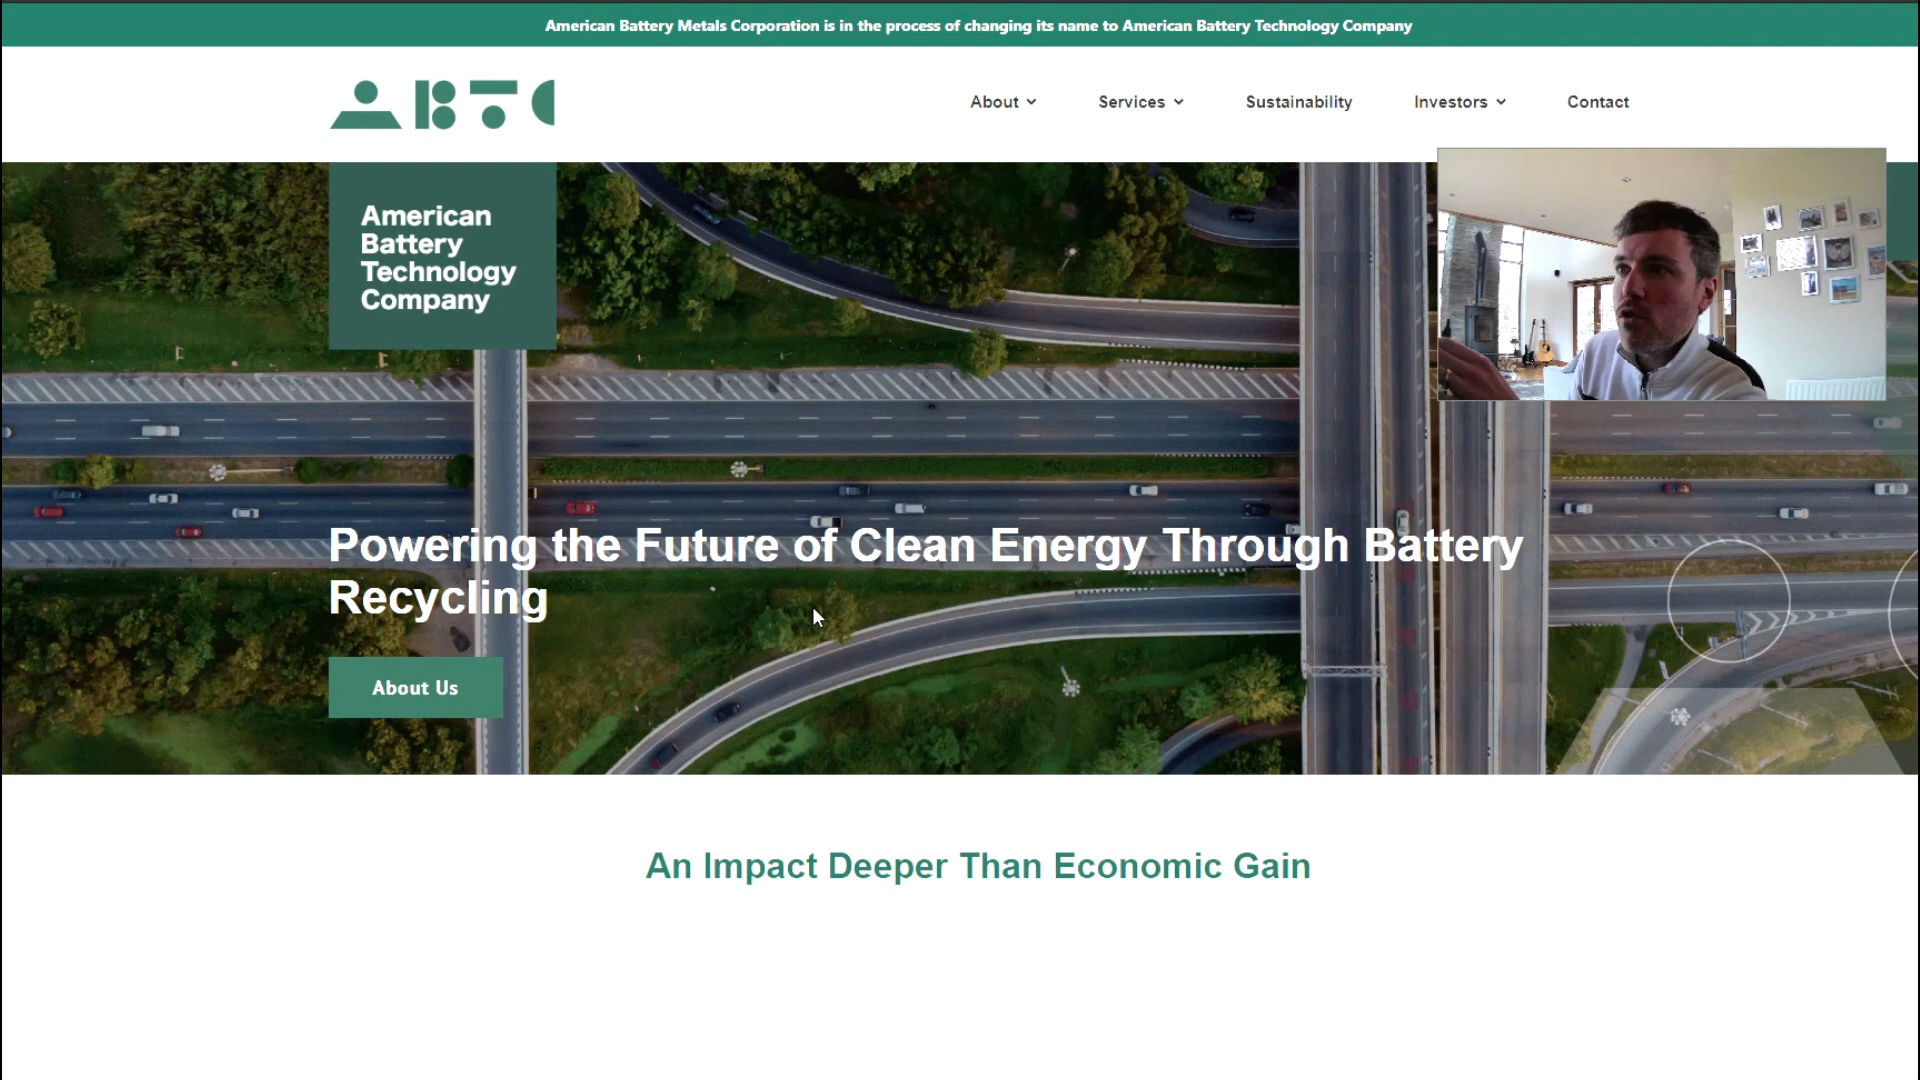 American Battery Metals Corporation is in the process of changing its name to American Battery Technology Company
ABTC
About
Services
Sustainability
Investors
Contact
American
Battery
Technology
Company
Powering the Future of Clean Energy Through Battery
Recycling
About Us
An Impact Deeper Than Economic Gain